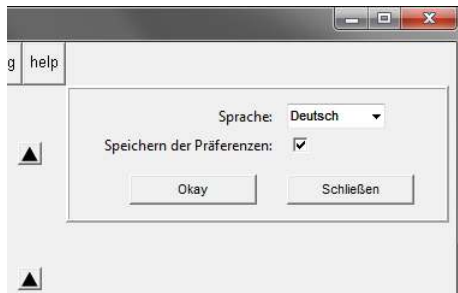 g help
Sprache: Deutsch
Speichern der Präferenzen:
Okay Schließen